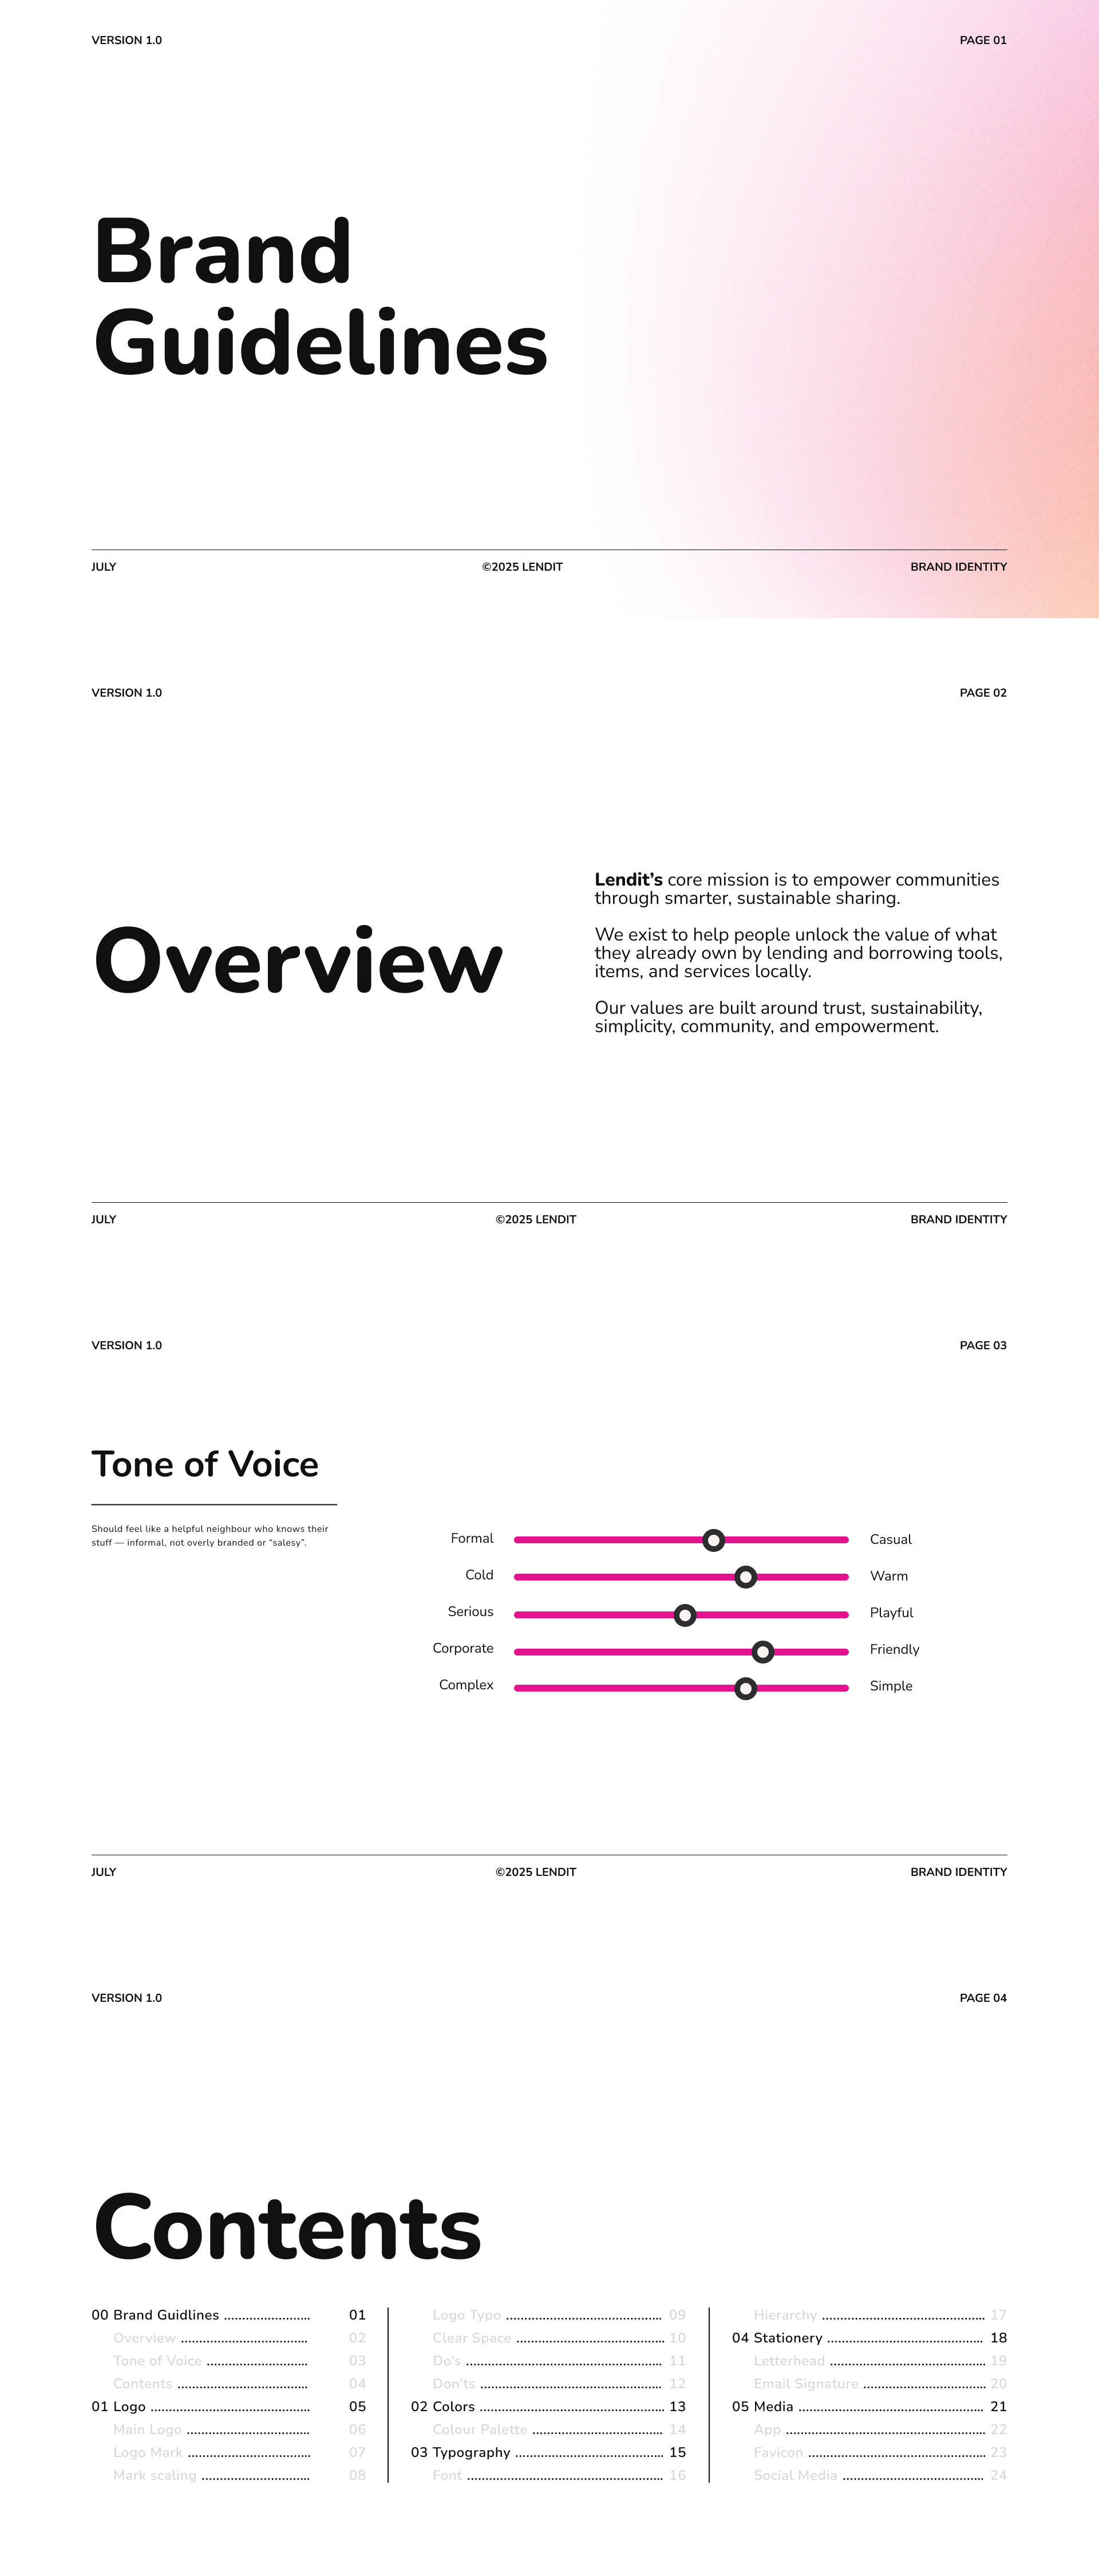 VERSION 1.0
PAGE 01
Brand
Guidelines
JULY
©2025 LENDIT
BRAND IDENTITY
VERSION 1.0
PAGE 02
Overview
Lendit’s core mission is to empower communities
through smarter, sustainable sharing.
We exist to help people unlock the value of what
they already own by lending and borrowing tools,
items, and services locally.
Our values are built around trust, sustainability,
simplicity, community, and empowerment.
JULY
©2025 LENDIT
BRAND IDENTITY
VERSION 1.0
PAGE 03
Tone of Voice
Should feel like a helpful neighbour who knows their
stuff — informal, not overly branded or “salesy”.
Formal
Casual
Cold
Warm
Serious
Playful
Corporate
Friendly
Complex
Simple
JULY
©2025 LENDIT
BRAND IDENTITY
VERSION 1.0
PAGE 04
Contents
00 Brand Guidlines ........................ 01
Overview ................................... 02
Tone of Voice ............................ 03
Contents .................................... 04
01 Logo ............................................ 05
Main Logo .................................. 06
Logo Mark .................................. 07
Mark scaling .............................. 08
Logo Typo ........................................... 09
Clear Space ......................................... 10
Do’s ...................................................... 11
Don’ts .................................................. 12
02 Colors ................................................... 13
Colour Palette .................................... 14
03 Typography ......................................... 15
Font ...................................................... 16
Hierarchy ............................................. 17
04 Stationery ........................................... 18
Letterhead ........................................... 19
Email Signature .................................. 20
05 Media ................................................... 21
App ....................................................... 22
Favicon ................................................. 23
Social Media ....................................... 24